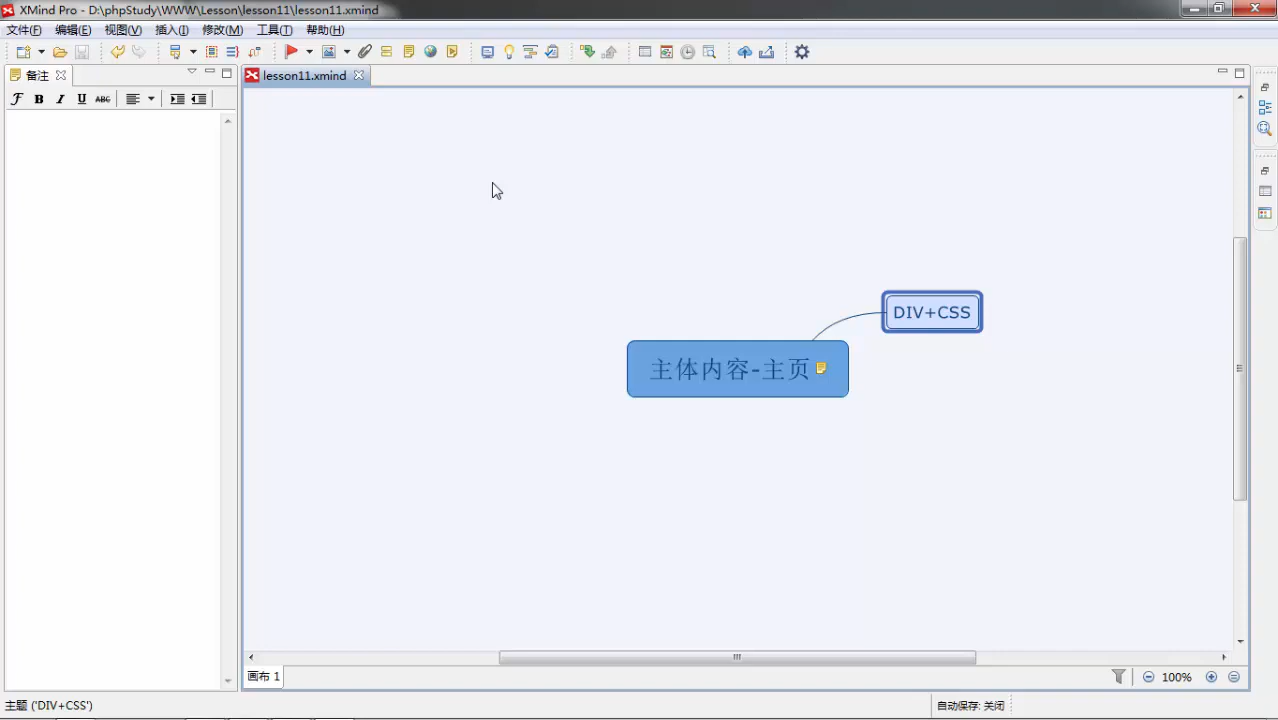 XMind Pro - D:\phpStudy\WWW\Lesson\lesson11\lesson11.xmind
文件(F) 编辑(E) 视图(V) 插入(I) 修改(M) 工具(T) 帮助(H)
备注
lesson11.xmind
F B I U ABC
DIV+CSS
主体内容-主页
画布 1
100%
主题 ('DIV+CSS')
自动保存: 关闭